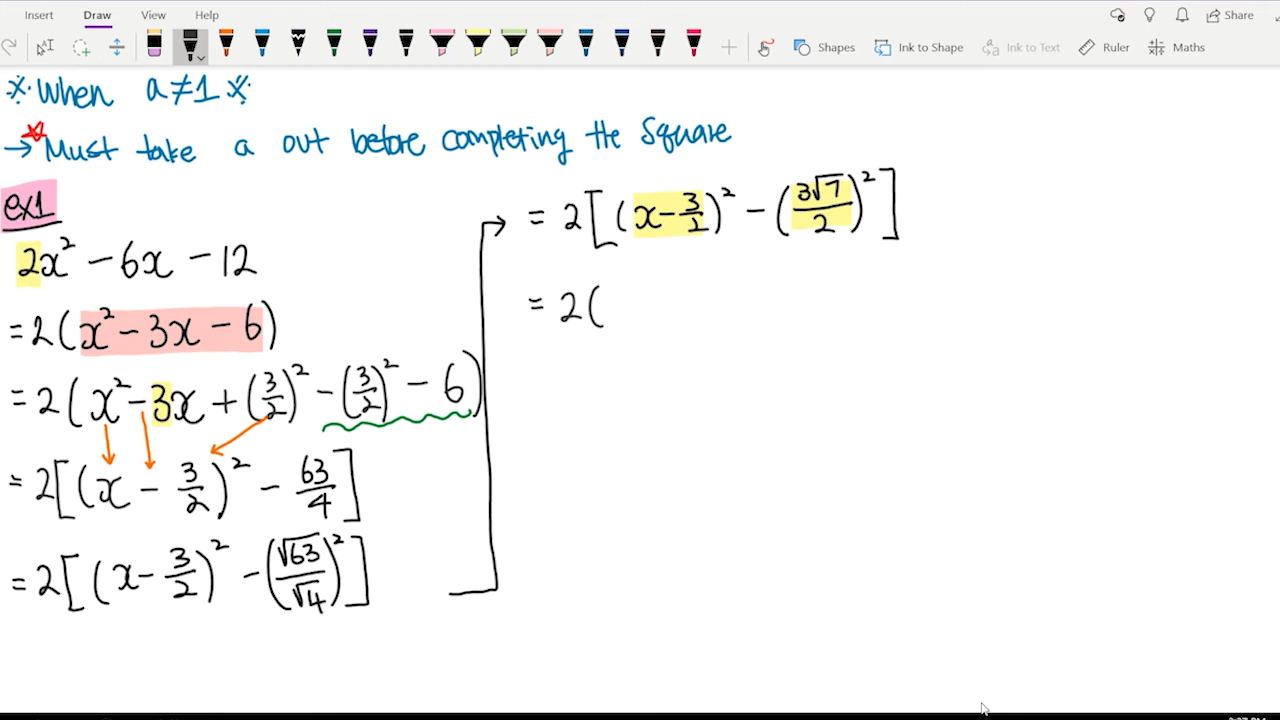 Insert Draw View Help
Share
Shapes Ink to Shape Ink to Text Ruler Maths
※ When a≠1 ※
→ Must take a out before completing the square
ex1
2x² - 6x - 12
= 2(x² - 3x - 6)
= 2(x² - 3x + (3/2)² - (3/2)² - 6)
= 2[(x - 3/2)² - 63/4]
= 2[(x - 3/2)² - (√63/√4)²]
= 2[(x - 3/2)² - (3√7/2)²]
= 2(